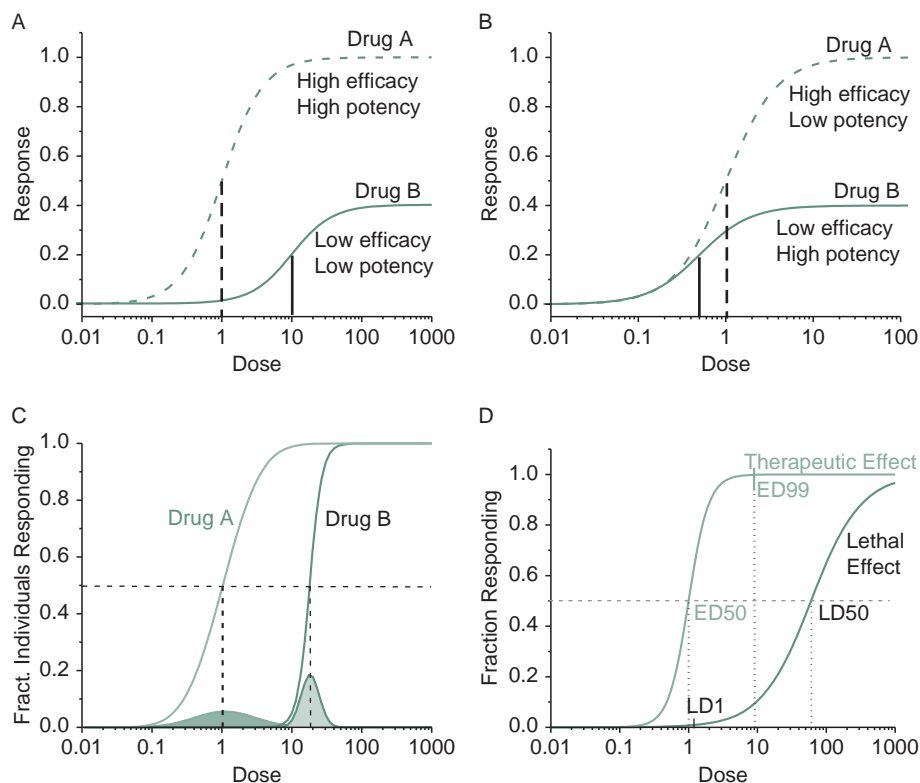 A
Response
1.0
0.8
0.6
0.4
0.2
0.0
Drug A
High efficacy
High potency
Drug B
Low efficacy
Low potency
0.01
0.1
1
10
100
1000
Dose
B
Response
1.0
0.8
0.6
0.4
0.2
0.0
Drug A
High efficacy
Low potency
Drug B
Low efficacy
High potency
0.01
0.1
1
10
100
Dose
C
Fract. Individuals Responding
1.0
0.8
0.6
0.4
0.2
0.0
Drug A
Drug B
0.01
0.1
1
10
100
1000
Dose
D
Fraction Responding
1.0
0.8
0.6
0.4
0.2
0.0
Therapeutic Effect
ED99
Lethal
Effect
ED50
LD50
LD1
0.01
0.1
1
10
100
1000
Dose